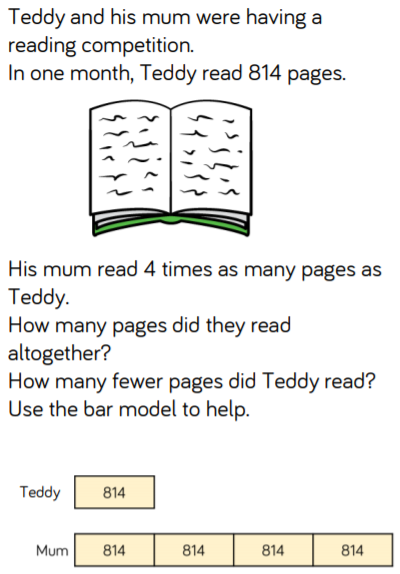 Teddy and his mum were having a
reading competition.
In one month, Teddy read 814 pages.
His mum read 4 times as many pages as
Teddy.
How many pages did they read
altogether?
How many fewer pages did Teddy read?
Use the bar model to help.
Teddy 814
Mum 814 814 814 814